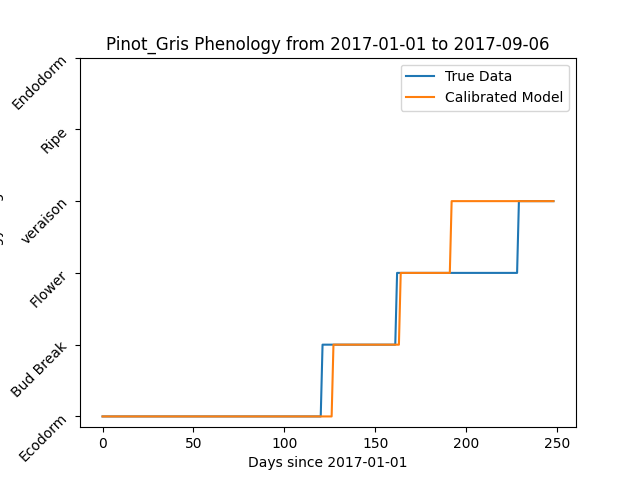 Pinot_Gris Phenology from 2017-01-01 to 2017-09-06
True Data
Calibrated Model
Endodorm
Ripe
veraison
Flower
Bud Break
Ecodorm
0 50 100 150 200 250
Days since 2017-01-01